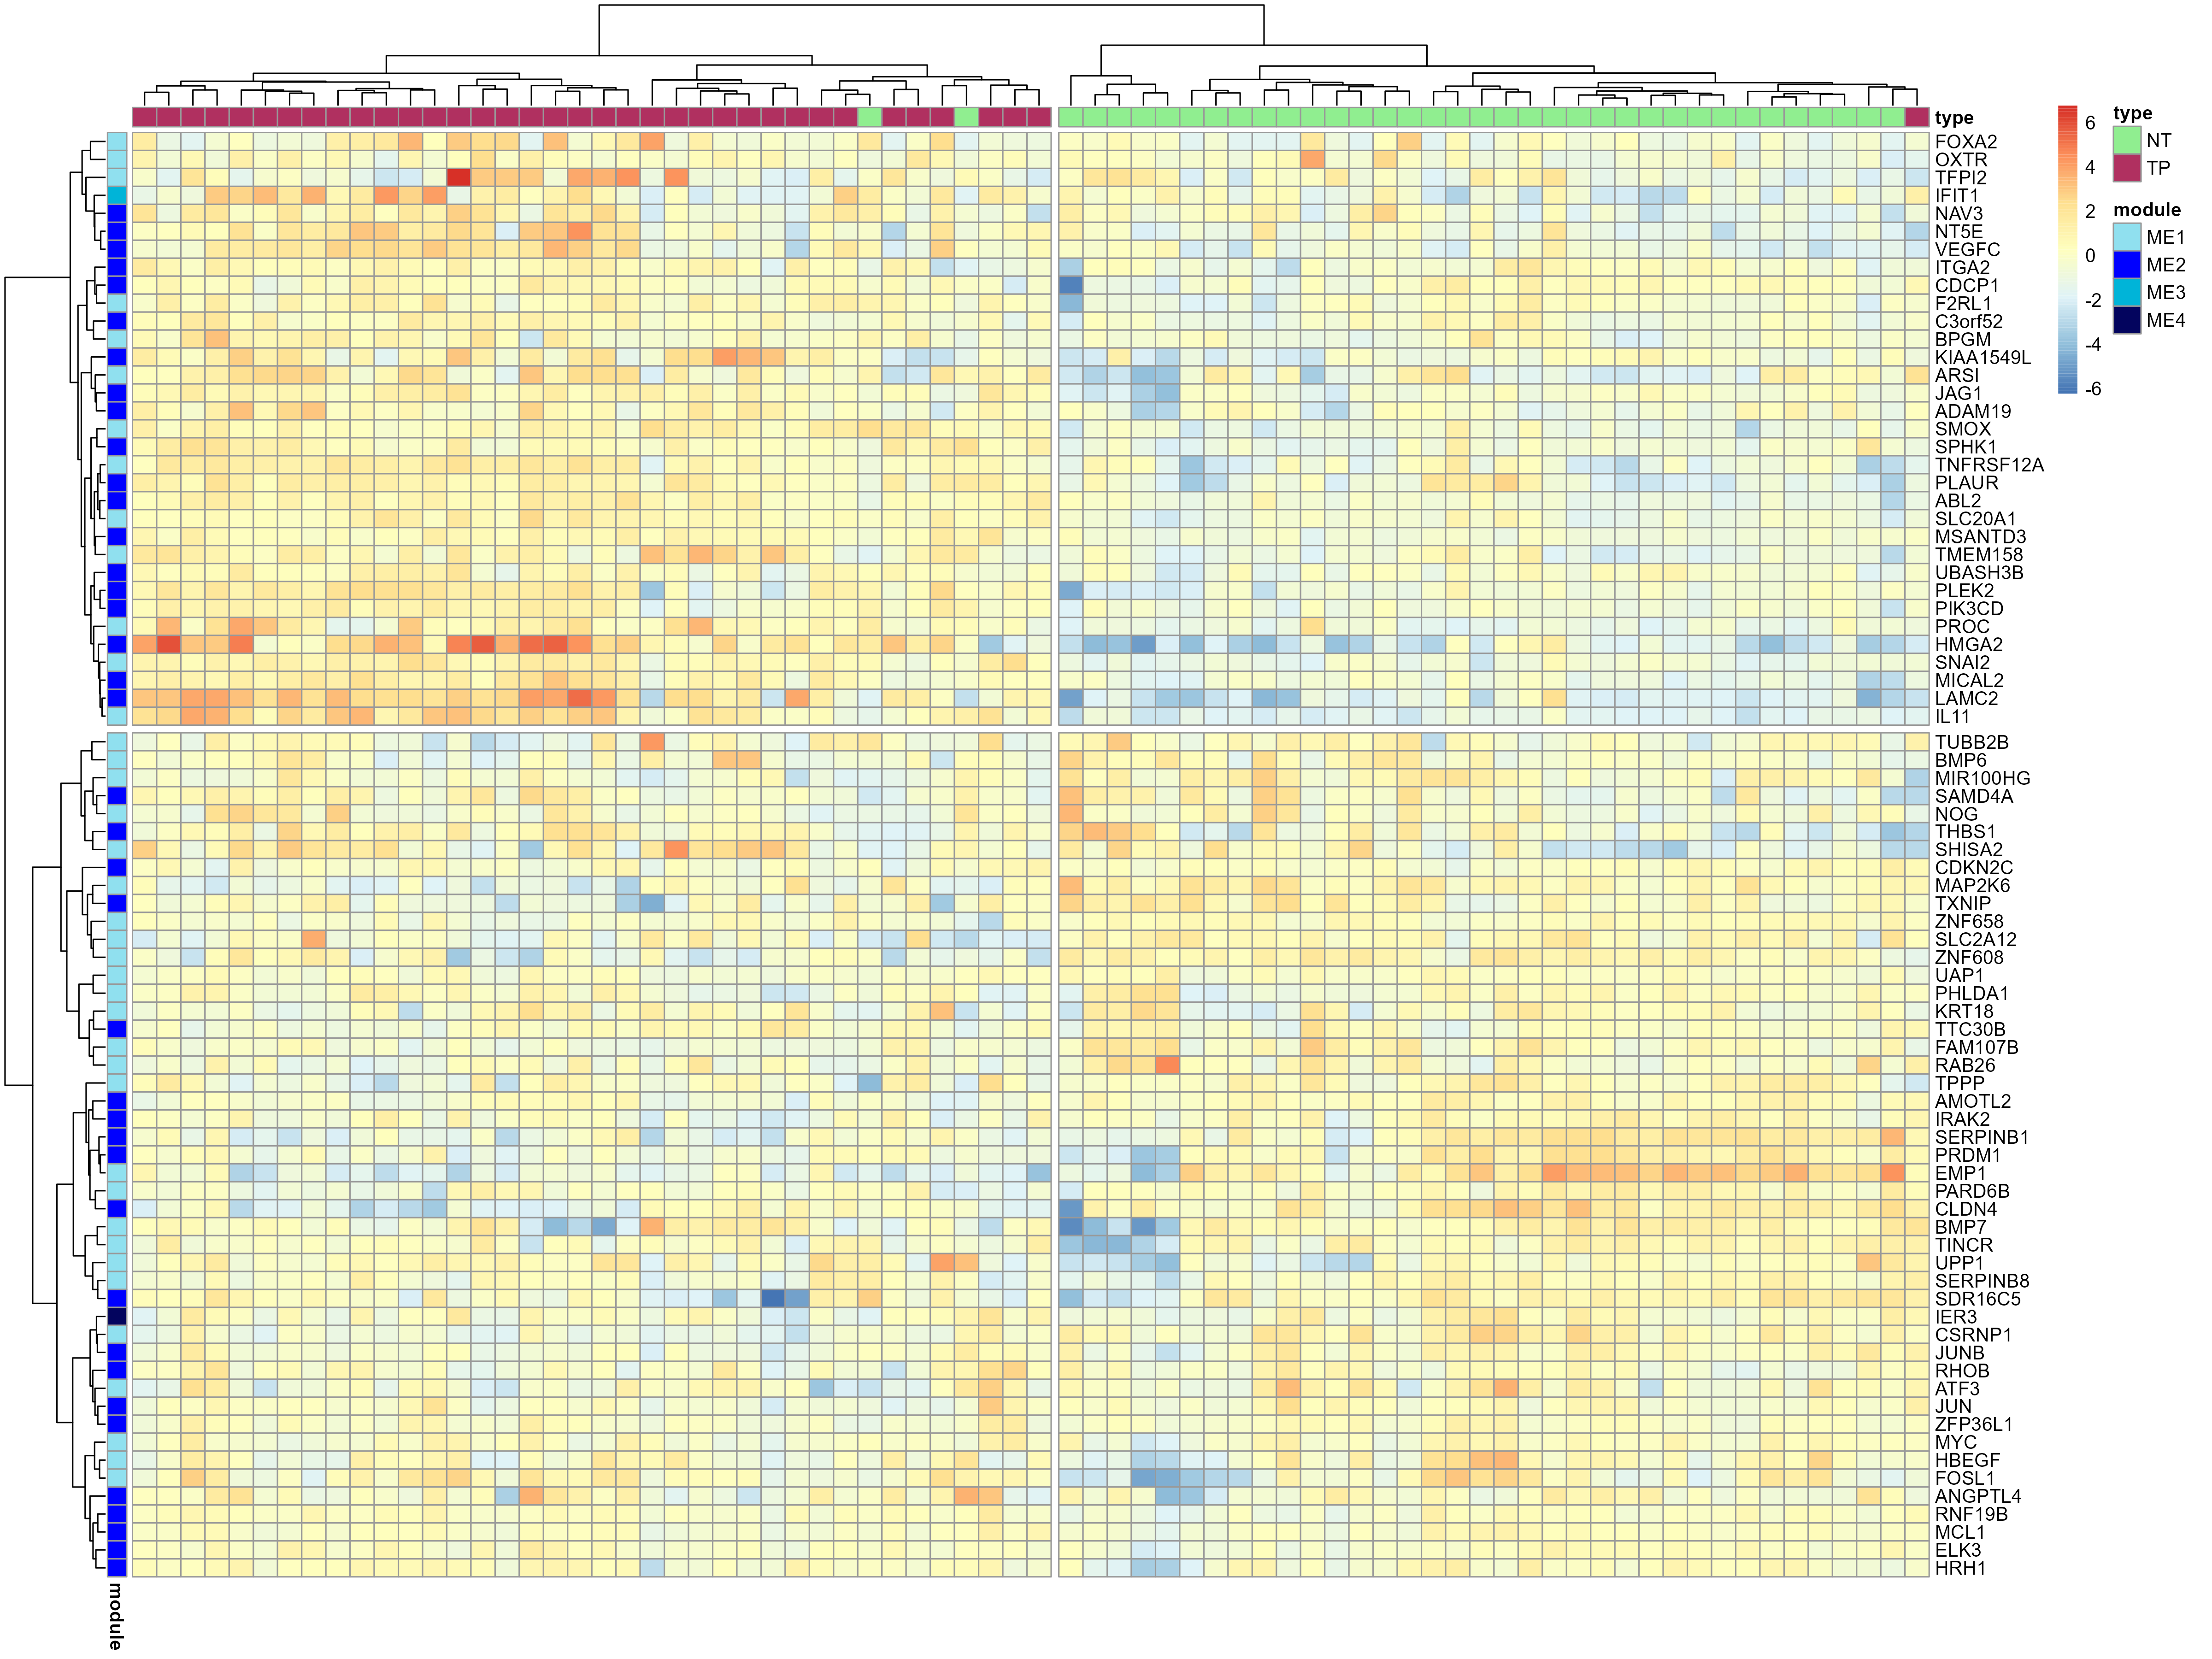 type
FOXA2
OXTR
TFPI2
IFIT1
NAV3
NT5E
VEGFC
ITGA2
CDCP1
F2RL1
C3orf52
BPGM
KIAA1549L
ARSI
JAG1
ADAM19
SMOX
SPHK1
TNFRSF12A
PLAUR
ABL2
SLC20A1
MSANTD3
TMEM158
UBASH3B
PLEK2
PIK3CD
PROC
HMGA2
SNAI2
MICAL2
LAMC2
IL11
TUBB2B
BMP6
MIR100HG
SAMD4A
NOG
THBS1
SHISA2
CDKN2C
MAP2K6
TXNIP
ZNF658
SLC2A12
ZNF608
UAP1
PHLDA1
KRT18
TTC30B
FAM107B
RAB26
TPPP
AMOTL2
IRAK2
SERPINB1
PRDM1
EMP1
PARD6B
CLDN4
BMP7
TINCR
UPP1
SERPINB8
SDR16C5
IER3
CSRNP1
JUNB
RHOB
ATF3
JUN
ZFP36L1
MYC
HBEGF
FOSL1
ANGPTL4
RNF19B
MCL1
ELK3
HRH1
module
6
4
2
0
-2
-4
-6
type
NT
TP
module
ME1
ME2
ME3
ME4